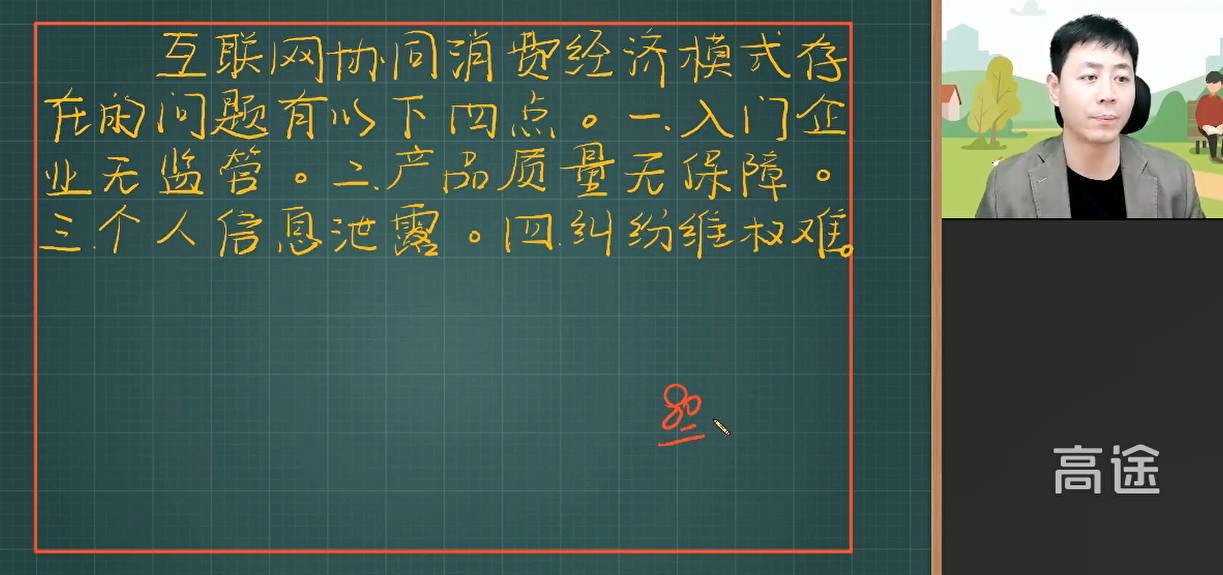 互联网协同消费经济模式存
在的问题有以下四点。一.入门企
业无监管。二.产品质量无保障。
三.个人信息泄露。四.纠纷维权难。
80
高途